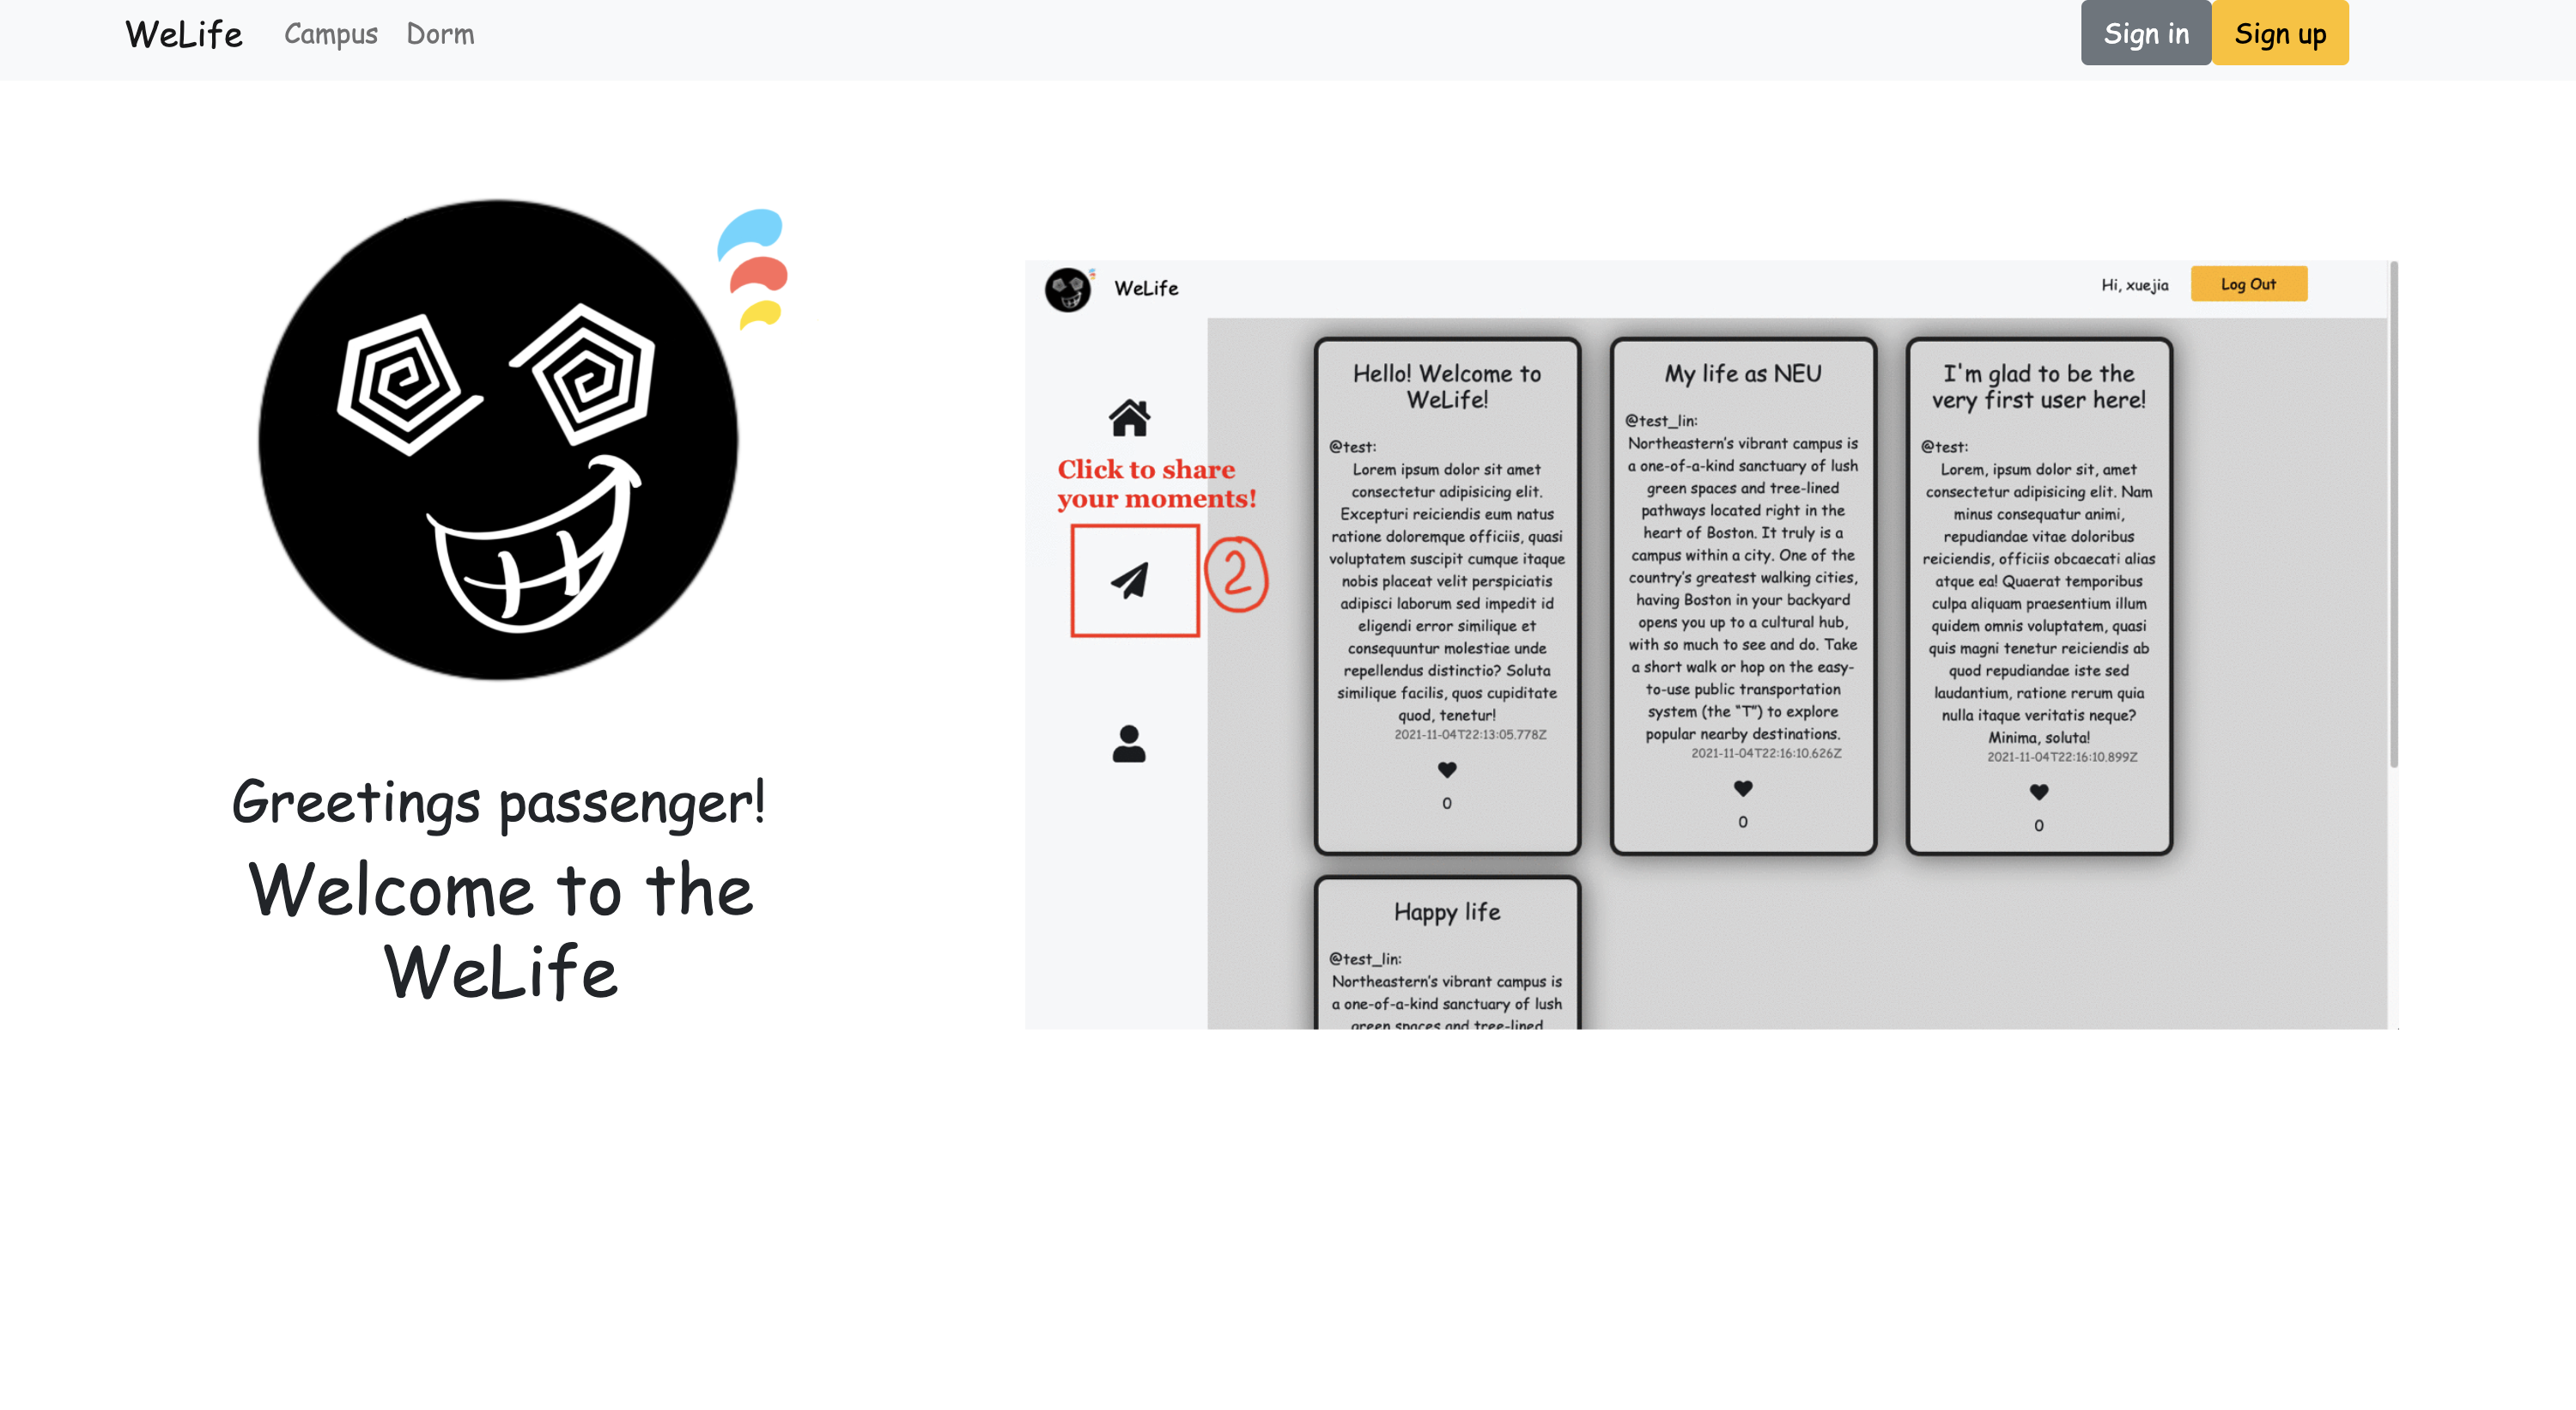 WeLife Campus Dorm Sign in Sign up
Greetings passenger!
Welcome to the
WeLife
WeLife Hi, xuejia Log Out
Click to share
your moments!
2
Hello! Welcome to
WeLife!
@test:
Lorem ipsum dolor sit amet
consectetur adipisicing elit.
Excepturi reiciendis eum natus
ratione doloremque officiis, quasi
voluptatem suscipit cumque itaque
nobis placeat velit perspiciatis
adipisci laborum sed impedit id
eligendi error similique et
consequuntur molestiae unde
repellendus distinctio? Soluta
similique facilis, quos cupiditate
quod, tenetur!
2021-11-04T22:13:05.778Z
0
My life as NEU
@test_lin:
Northeastern’s vibrant campus is
a one-of-a-kind sanctuary of lush
green spaces and tree-lined
pathways located right in the
heart of Boston. It truly is a
campus within a city. One of the
country’s greatest walking cities,
having Boston in your backyard
opens you up to a cultural hub,
with so much to see and do. Take
a short walk or hop on the easy-
to-use public transportation
system (the “T”) to explore
popular nearby destinations.
2021-11-04T22:16:10.626Z
0
I'm glad to be the
very first user here!
@test:
Lorem, ipsum dolor sit, amet
consectetur adipisicing elit. Nam
minus consequatur animi,
repudiandae vitae doloribus
reiciendis, officiis obcaecati alias
atque ea! Quaerat temporibus
culpa aliquam praesentium illum
quidem omnis voluptatem, quasi
quis magni tenetur reiciendis ab
quod repudiandae iste sed
laudantium, ratione rerum quia
nulla itaque veritatis neque?
Minima, soluta!
2021-11-04T22:16:10.899Z
0
Happy life
@test_lin:
Northeastern’s vibrant campus is
a one-of-a-kind sanctuary of lush
green spaces and tree-lined